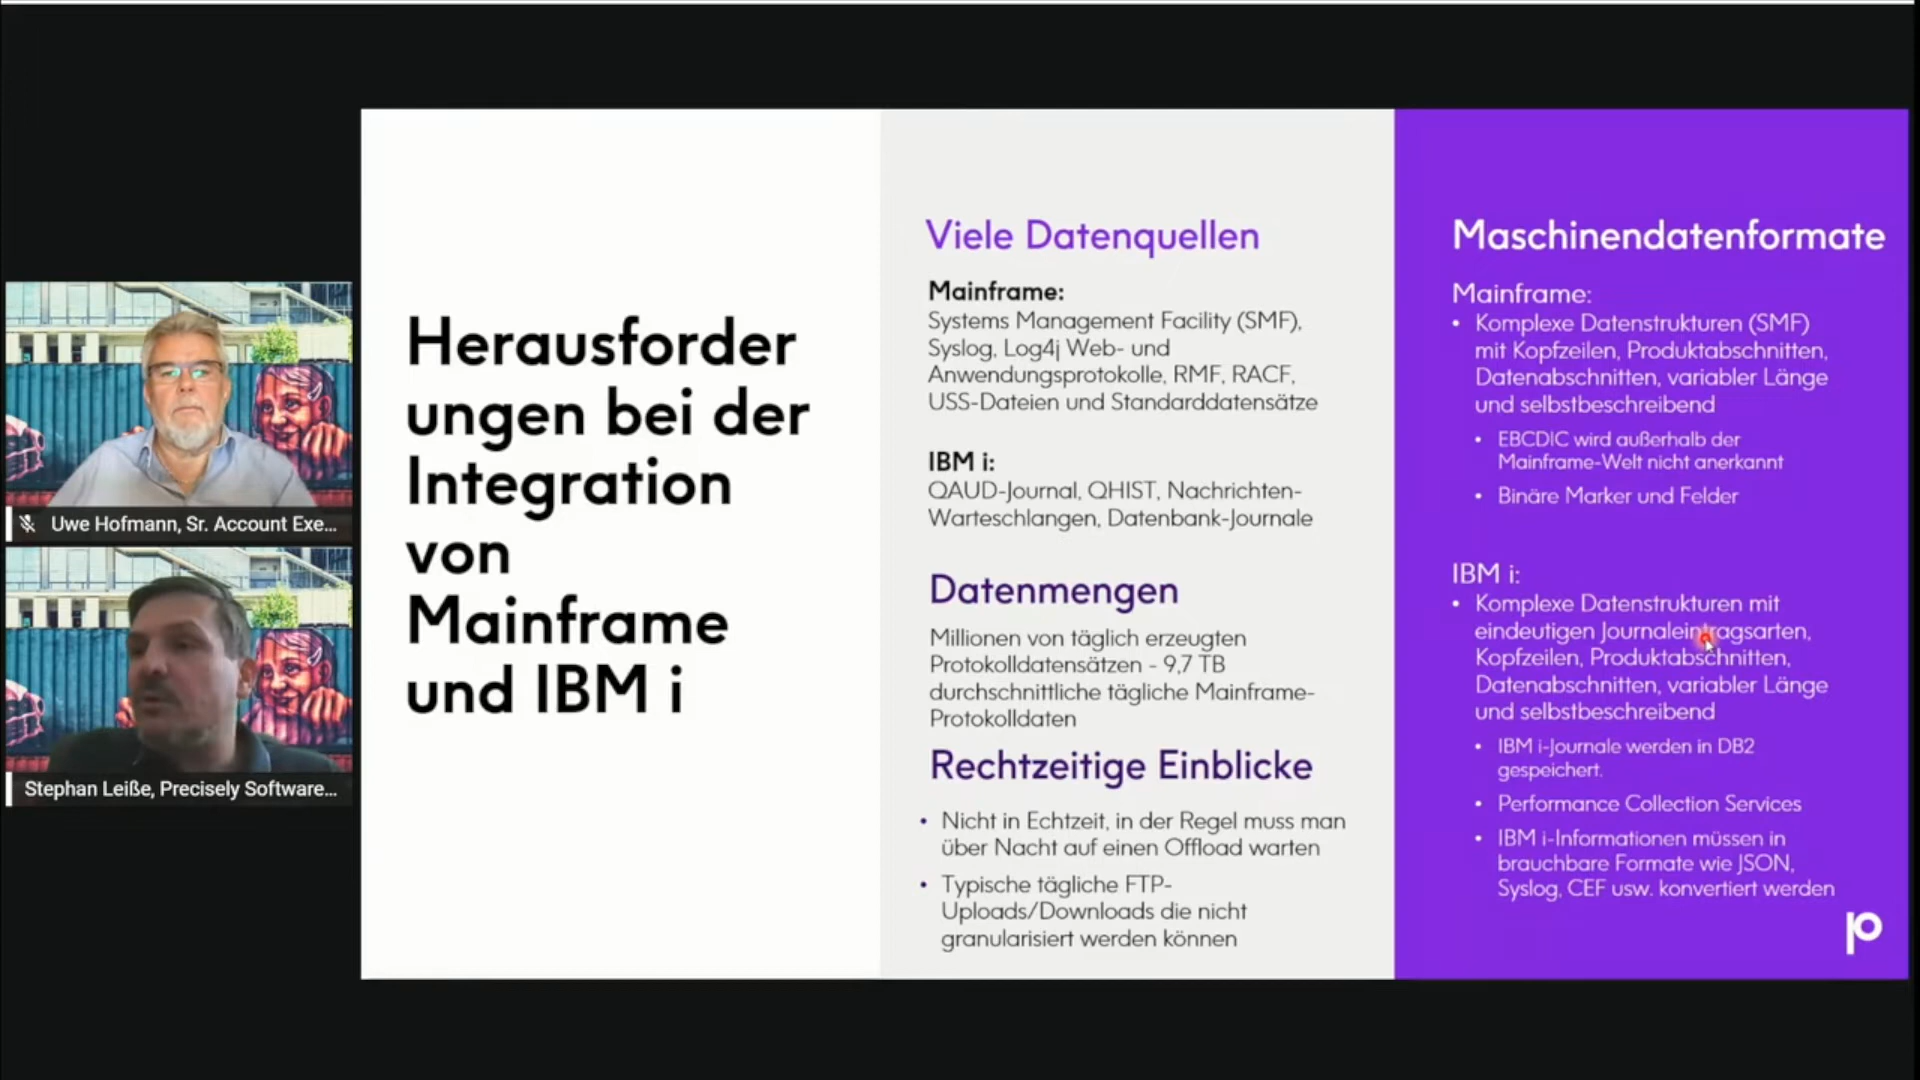 Herausforder
ungen bei der
Integration
von
Mainframe
und IBM i
Viele Datenquellen
Mainframe:
Systems Management Facility (SMF),
Syslog, Log4j Web- und
Anwendungsprotokolle, RMF, RACF,
USS-Dateien und Standarddatensätze
IBM i:
QAUD-Journal, QHIST, Nachrichten-
Warteschlangen, Datenbank-Journale
Datenmengen
Millionen von täglich erzeugten
Protokolldatensätzen - 9,7 TB
durchschnittliche tägliche Mainframe-
Protokolldaten
Rechtzeitige Einblicke
• Nicht in Echtzeit, in der Regel muss man
über Nacht auf einen Offload warten
• Typische tägliche FTP-
Uploads/Downloads die nicht
granularisiert werden können
Maschinendatenformate
Mainframe:
• Komplexe Datenstrukturen (SMF)
mit Kopfzeilen, Produktabschnitten,
Datenabschnitten, variabler Länge
und selbstbeschreibend
• EBCDIC wird außerhalb der
Mainframe-Welt nicht anerkannt
• Binäre Marker und Felder
IBM i:
• Komplexe Datenstrukturen mit
eindeutigen Journaleintragsarten,
Kopfzeilen, Produktabschnitten,
Datenabschnitten, variabler Länge
und selbstbeschreibend
• IBM i-Journale werden in DB2
gespeichert.
• Performance Collection Services
• IBM i-Informationen müssen in
brauchbare Formate wie JSON,
Syslog, CEF usw. konvertiert werden
p
Uwe Hofmann, Sr. Account Exe...
Stephan Leiße, Precisely Software...